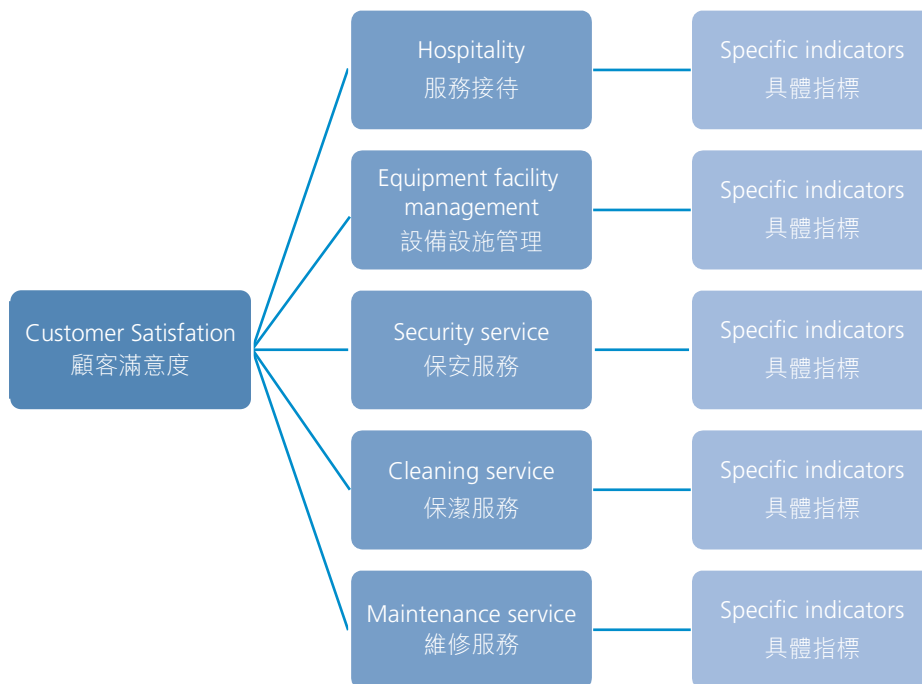 Customer Satisfation
顧客滿意度
Hospitality
服務接待
Specific indicators
具體指標
Equipment facility
management
設備設施管理
Specific indicators
具體指標
Security service
保安服務
Specific indicators
具體指標
Cleaning service
保潔服務
Specific indicators
具體指標
Maintenance service
維修服務
Specific indicators
具體指標